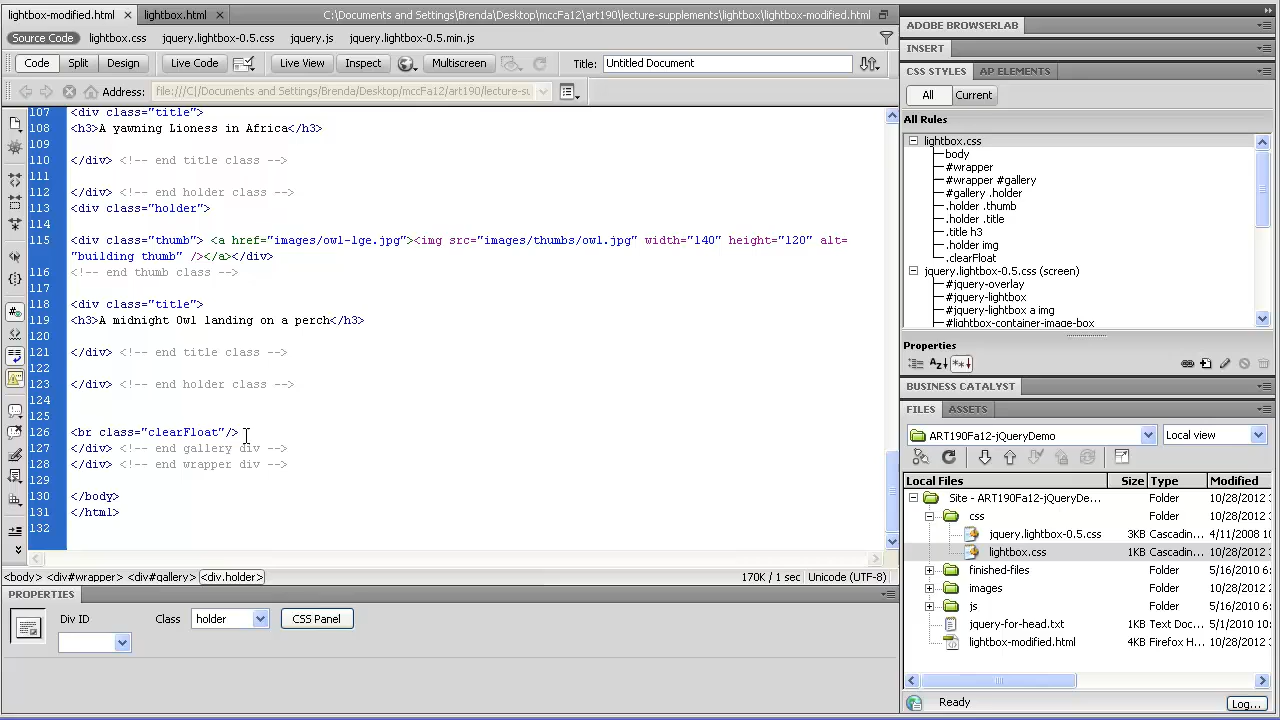 lightbox-modified.html × lightbox.html × C:\Documents and Settings\Brenda\Desktop\mccFa12\art190\lecture-supplements\lightbox\lightbox-modified.html
Source Code lightbox.css jquery.lightbox-0.5.css jquery.js jquery.lightbox-0.5.min.js
Code Split Design Live Code Live View Inspect Multiscreen Title: Untitled Document
Address: file:///C|/Documents and Settings/Brenda/Desktop/mccFa12/art190/lecture-su
107 <div class="title">
108 <h3>A yawning Lion in Africa</h3>
109
110 </div> <!-- end title class -->
111
112 </div> <!-- end holder class -->
113 <div class="holder">
114
115 <div class="thumb"> <a href="images/owl-lge.jpg"><img src="images/thumbs/owl.jpg" width="140" height="120" alt=
"building thumb" /></a></div>
116 <!-- end thumb class -->
117
118 <div class="title">
119 <h3>A midnight Owl landing on a perch</h3>
120
121 </div> <!-- end title class -->
122
123 </div> <!-- end holder class -->
124
125
126 <br class="clearFloat"/>
127 </div> <!-- end gallery div -->
128 </div> <!-- end wrapper div -->
129
130 </body>
131 </html>
132
<body> <div#wrapper> <div#gallery> <div.holder> 170K / 1 sec Unicode (UTF-8)
PROPERTIES
Div ID Class holder CSS Panel
ADOBE BROWSERLAB
INSERT
CSS STYLES AP ELEMENTS
All Current
All Rules
lightbox.css
body
#wrapper
#wrapper #gallery
#gallery .holder
.holder .thumb
.holder .title
.title h3
.holder img
.clearFloat
jquery.lightbox-0.5.css (screen)
#jquery-overlay
#jquery-lightbox
#jquery-lightbox a img
#lightbox-container-image-box
Properties
BUSINESS CATALYST
FILES ASSETS
ART190Fa12-jQueryDemo Local view
Local Files Size Type Modified
Site - ART190Fa12-jQueryDe... Folder 10/28/2012
css Folder 10/28/2012
jquery.lightbox-0.5.css 3KB Cascadin... 4/11/2008 10
lightbox.css 1KB Cascadin... 10/28/2012
finished-files Folder 5/16/2010 6:
images Folder 10/28/2012
js Folder 5/16/2010 6:
jquery-for-head.txt 1KB Text Doc... 5/1/2010 6:
lightbox-modified.html 4KB Firefox H... 10/28/2012
Ready Log...